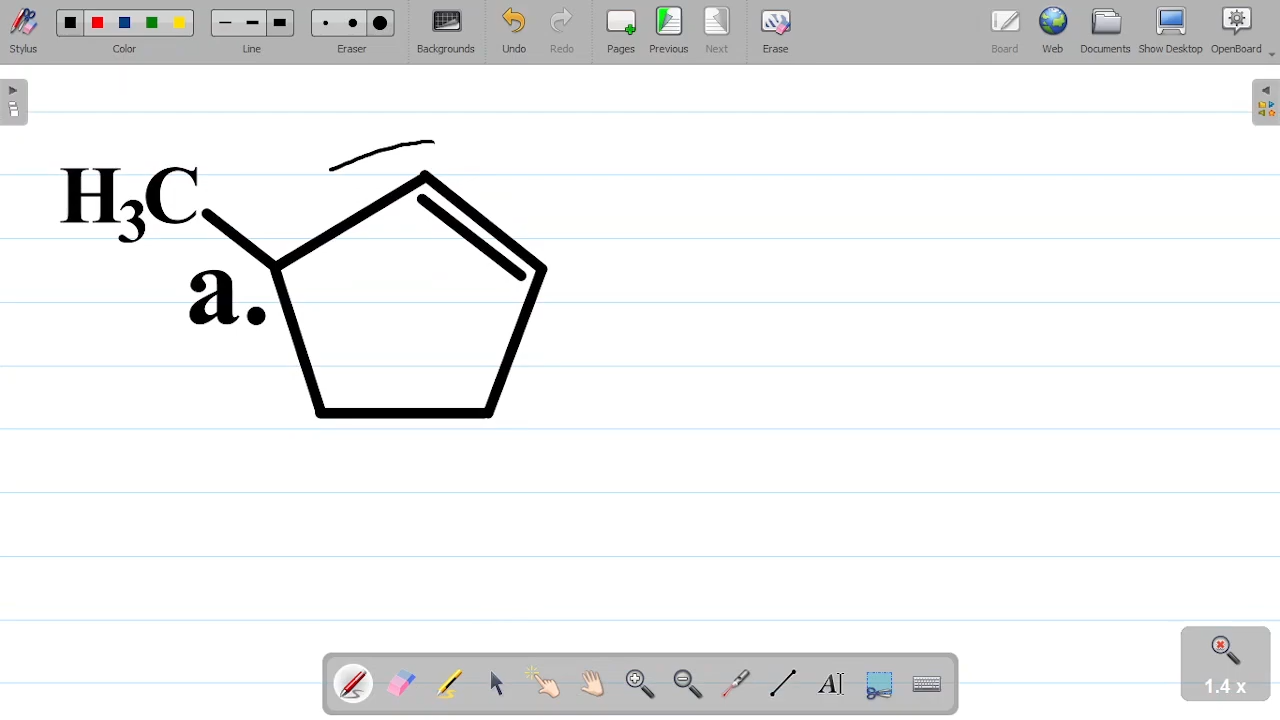 Stylus Color Line Eraser Backgrounds Undo Redo Pages Previous Next Erase Board Web Documents Show Desktop OpenBoard
H₃C
a.
1.4 x